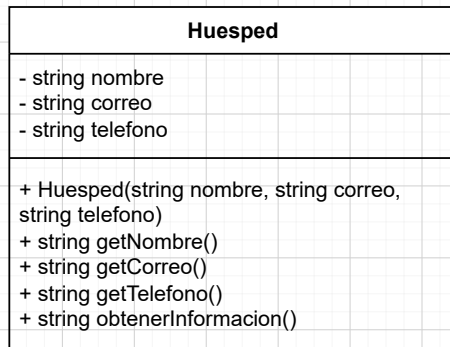 Huesped
- string nombre
- string correo
- string telefono
+ Huesped(string nombre, string correo,
string telefono)
+ string getNombre()
+ string getCorreo()
+ string getTelefono()
+ string obtenerInformacion()